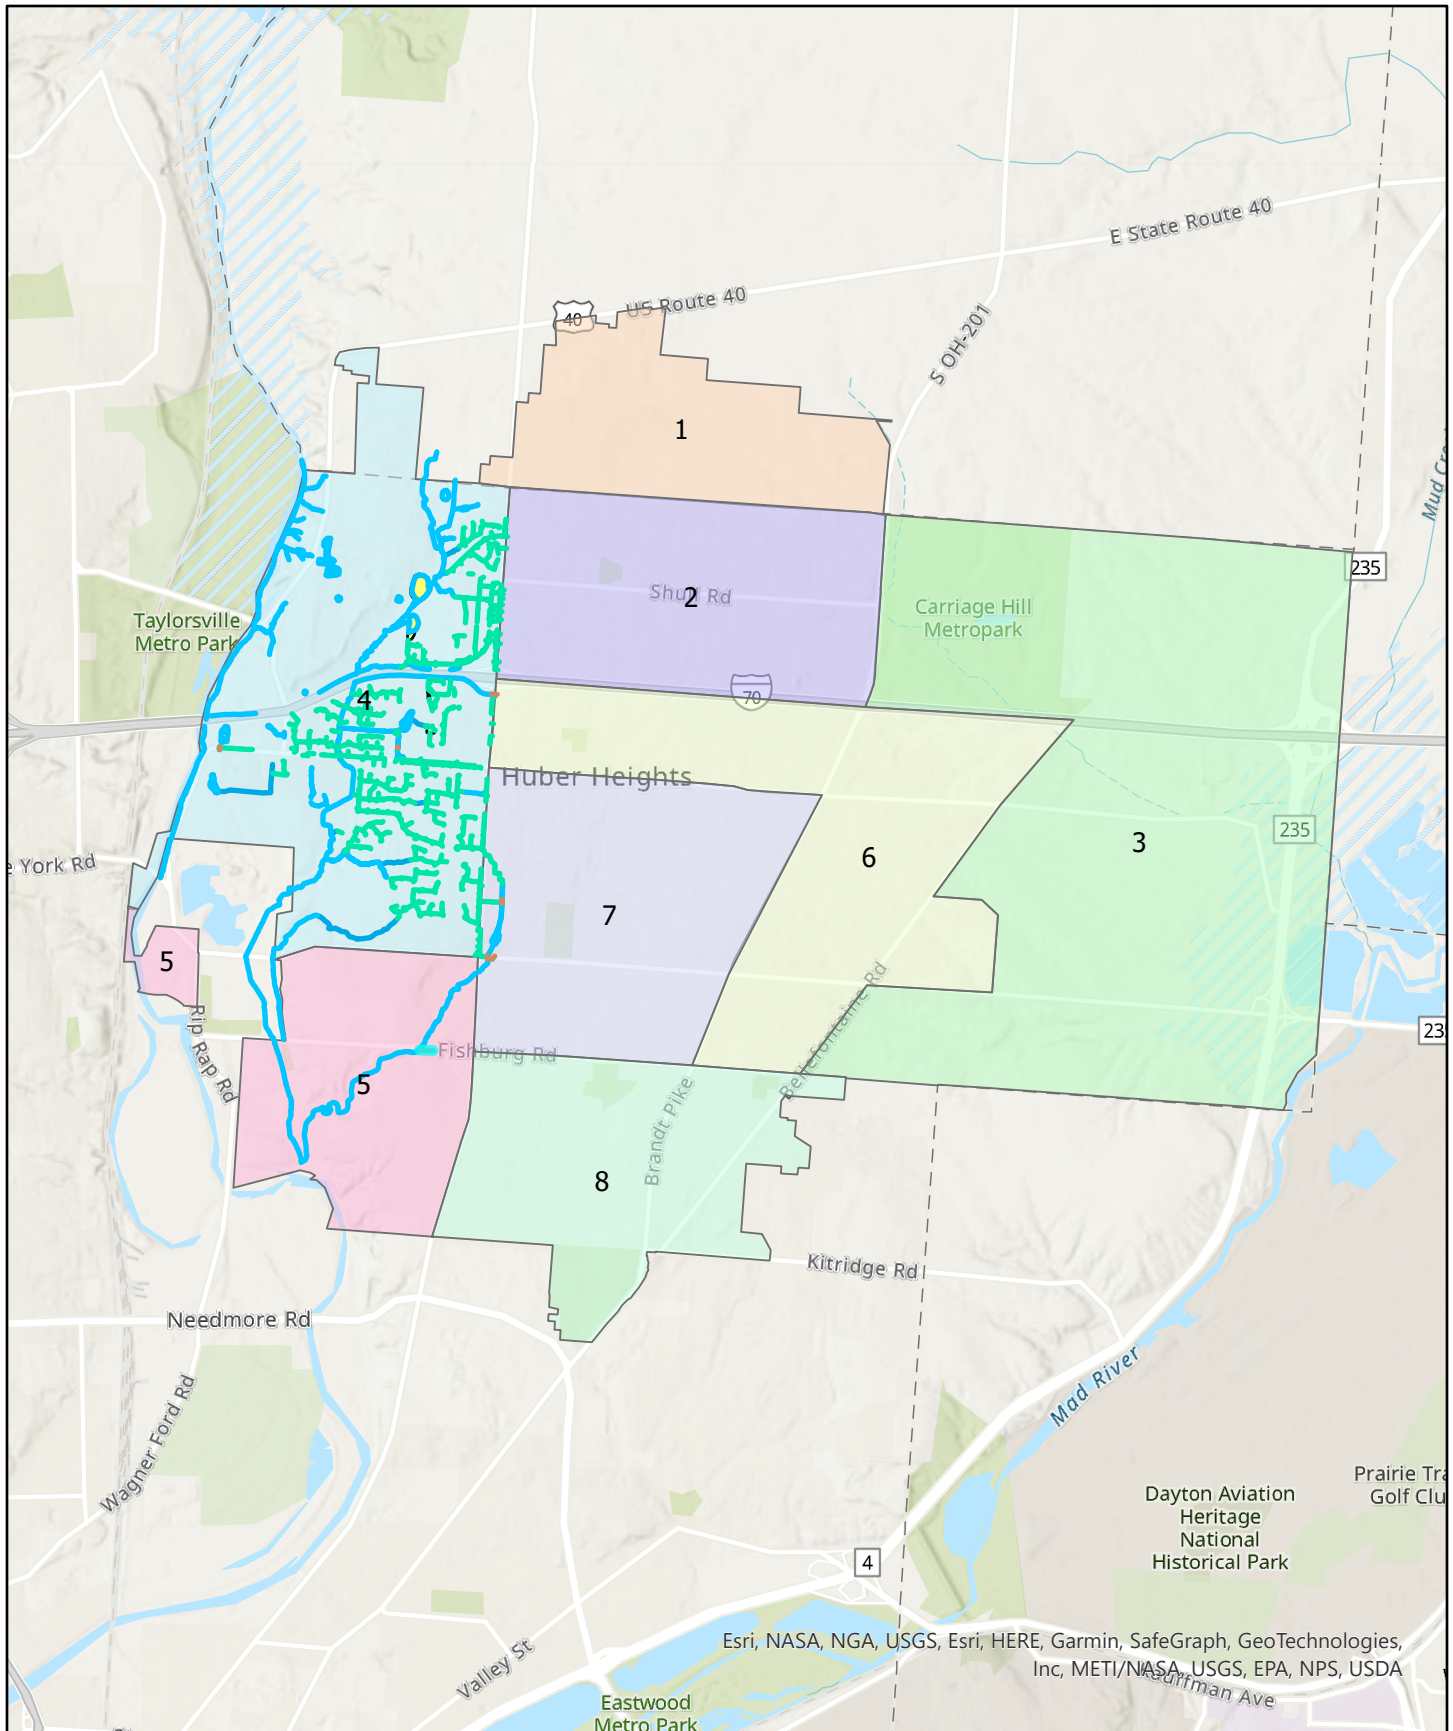 E State Route 40
US Route 40
40
S OH-201
1
Mud Cre
235
2
Carriage Hill
Metropark
Taylorsville
Metro Park
70
4
Huber Heights
235
3
6
e York Rd
7
5
Rip Rap Rd
Bellefontaine Rd
23
Fishburg Rd
5
Brandt Pike
8
Kitridge Rd
Needmore Rd
Mad River
Wagner Ford Rd
Prairie Tra
Golf Clu
Dayton Aviation
Heritage
National
Historical Park
4
Valley St
Esri, NASA, NGA, USGS, Esri, HERE, Garmin, SafeGraph, GeoTechnologies,
Inc, METI/NASA, USGS, EPA, NPS, USDA
Kauffman Ave
Eastwood
Metro Park